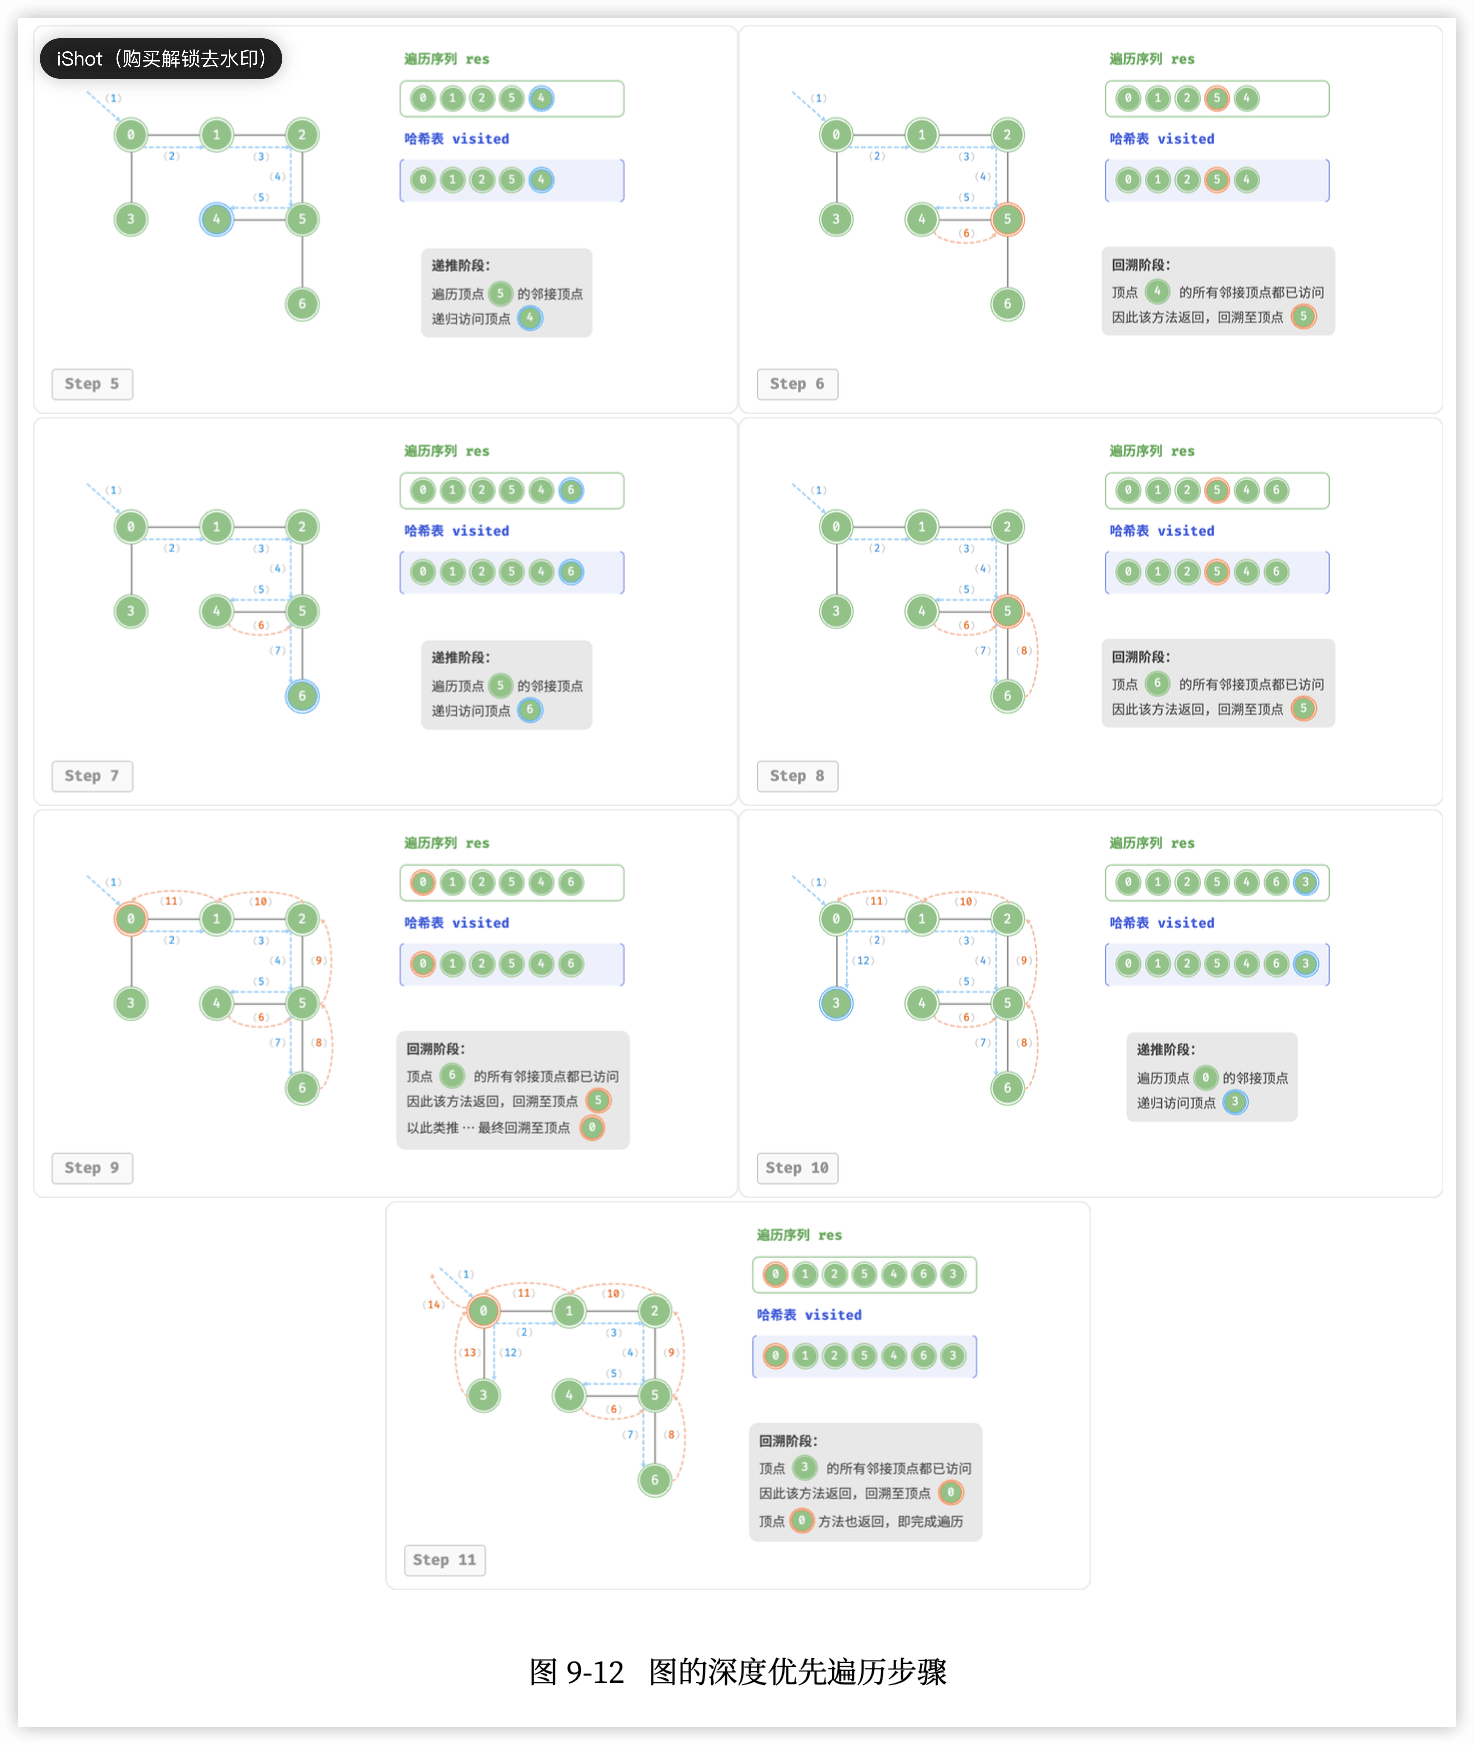 iShot（购买解锁去水印）
遍历序列 res
0 1 2 5 4
哈希表 visited
0 1 2 5 4
(1)
0 1 2
(2) (3)
(4)
(5)
3 4 5
6
递推阶段：
遍历顶点 5 的邻接顶点
递归访问顶点 4
Step 5
遍历序列 res
0 1 2 5 4
哈希表 visited
0 1 2 5 4
(1)
0 1 2
(2) (3)
(4)
(5)
3 4 5
(6)
6
回溯阶段：
顶点 4 的所有邻接顶点都已访问
因此该方法返回，回溯至顶点 5
Step 6
遍历序列 res
0 1 2 5 4 6
哈希表 visited
0 1 2 5 4 6
(1)
0 1 2
(2) (3)
(4)
(5)
3 4 5
(6)
(7)
6
递推阶段：
遍历顶点 5 的邻接顶点
递归访问顶点 6
Step 7
遍历序列 res
0 1 2 5 4 6
哈希表 visited
0 1 2 5 4 6
(1)
0 1 2
(2) (3)
(4)
(5)
3 4 5
(6)
(7) (8)
6
回溯阶段：
顶点 6 的所有邻接顶点都已访问
因此该方法返回，回溯至顶点 5
Step 8
遍历序列 res
0 1 2 5 4 6
哈希表 visited
0 1 2 5 4 6
(1)
(11) (10)
0 1 2
(2) (3)
(4) (9)
(5)
3 4 5
(6)
(7) (8)
6
回溯阶段：
顶点 6 的所有邻接顶点都已访问
因此该方法返回，回溯至顶点 5
以此类推 … 最终回溯至顶点 0
Step 9
遍历序列 res
0 1 2 5 4 6 3
哈希表 visited
0 1 2 5 4 6 3
(1)
(11) (10)
0 1 2
(2) (3)
(12) (4) (9)
(5)
3 4 5
(6)
(7) (8)
6
递推阶段：
遍历顶点 0 的邻接顶点
递归访问顶点 3
Step 10
遍历序列 res
0 1 2 5 4 6 3
哈希表 visited
0 1 2 5 4 6 3
(1)
(11) (10)
(14)
0 1 2
(2) (3)
(13) (12) (4) (9)
(5)
3 4 5
(6)
(7) (8)
6
回溯阶段：
顶点 3 的所有邻接顶点都已访问
因此该方法返回，回溯至顶点 0
顶点 0 方法也返回，即完成遍历
Step 11
图 9-12 图的深度优先遍历步骤